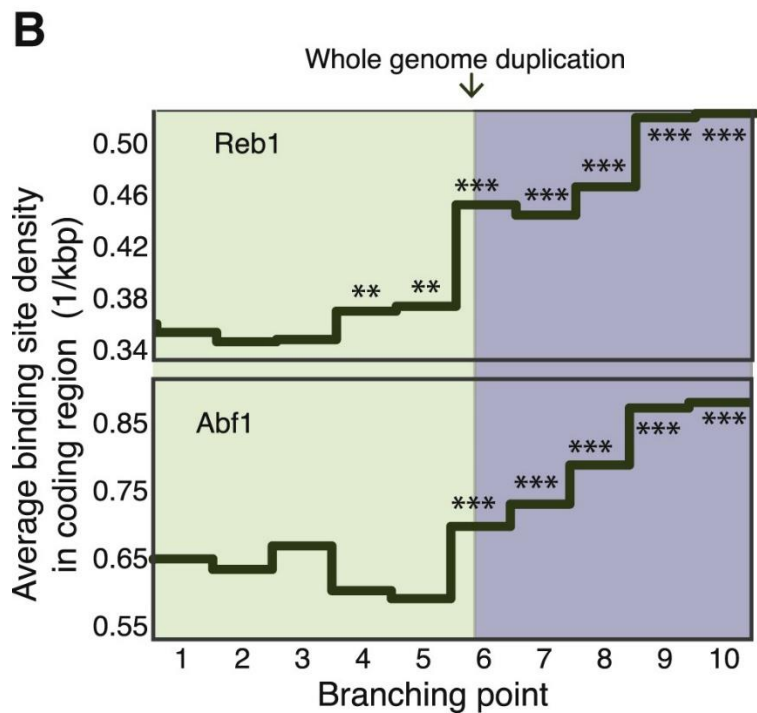 B
Whole genome duplication
Average binding site density
in coding region (1/kbp)
Reb1
0.50
0.46
0.42
0.38
0.34
** ** *** *** *** *** ***
Abf1
0.85
0.75
0.65
0.55
*** *** *** *** ***
1 2 3 4 5 6 7 8 9 10
Branching point